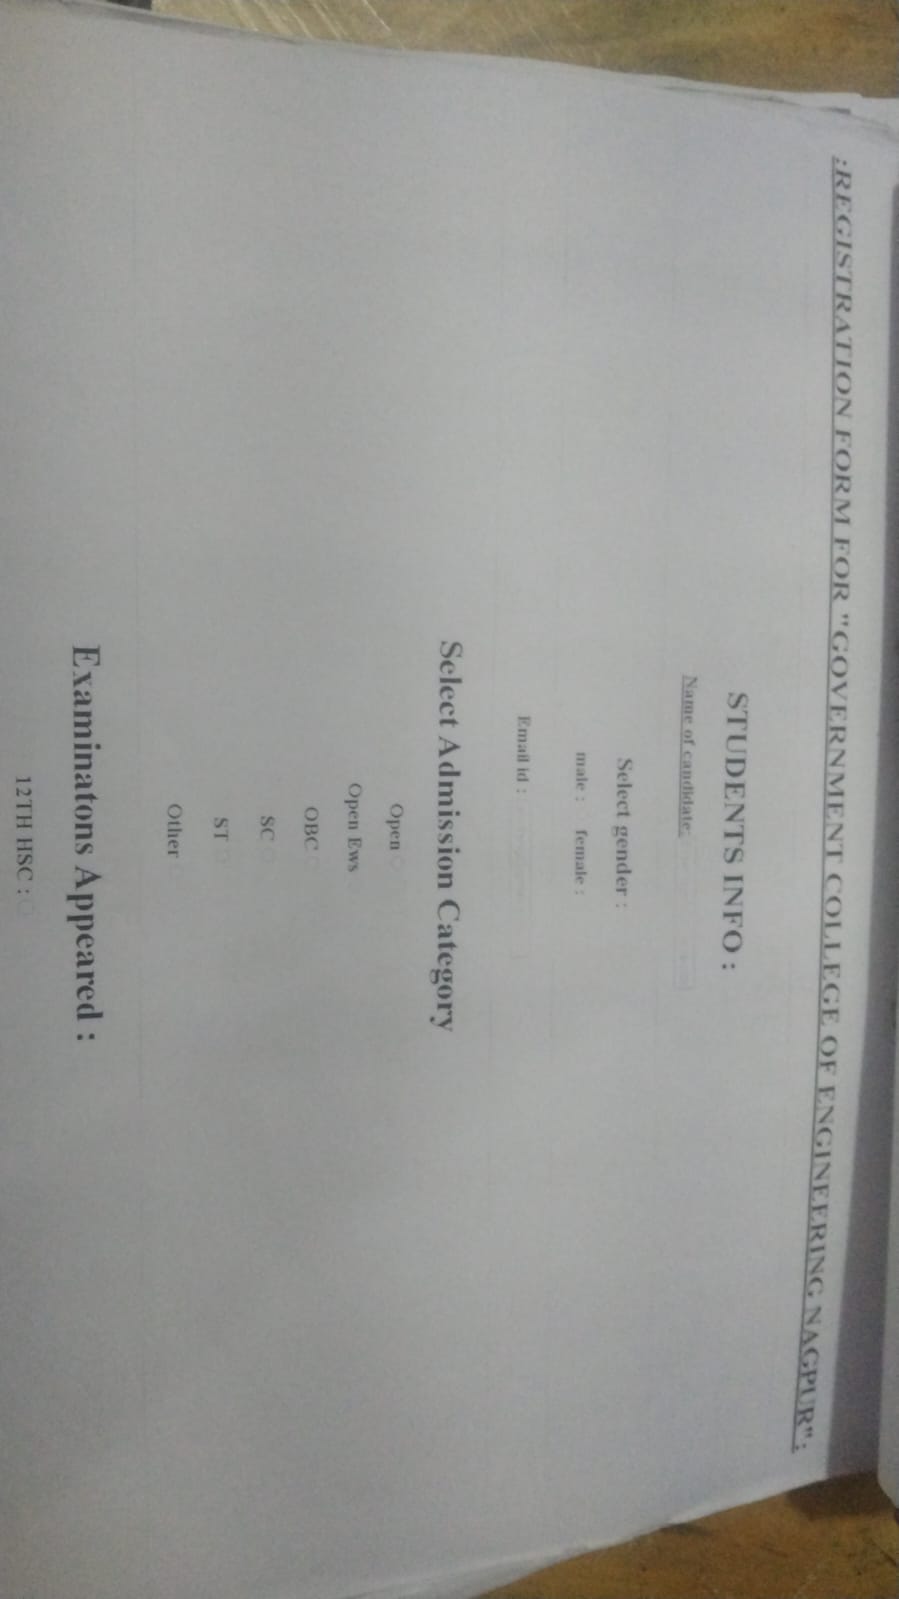 :REGISTRATION FORM FOR "GOVERNMENT COLLEGE OF ENGINEERING NAGPUR":
STUDENTS INFO :
Name of candidate:
Select gender :
male : female :
Email id :
Select Admission Category
Open
Open Ews
OBC
SC
ST
Other
Examinatons Appeared :
12TH HSC :